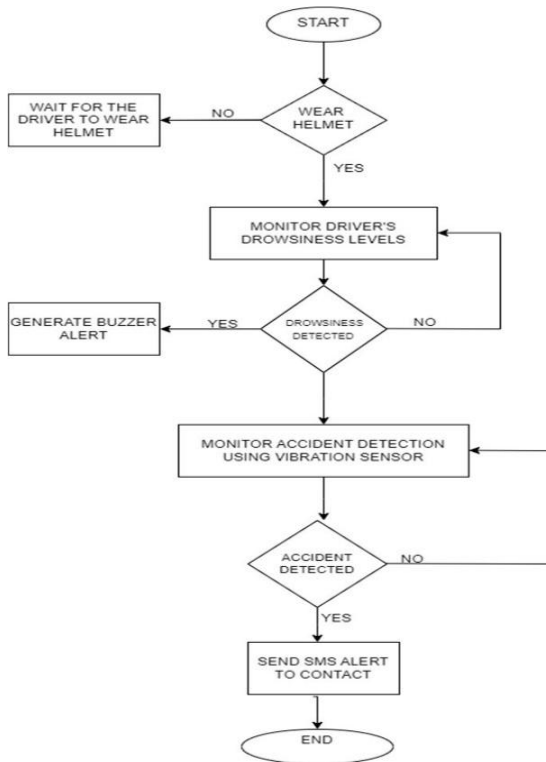 START
WEAR
HELMET
NO
WAIT FOR THE
DRIVER TO WEAR
HELMET
YES
MONITOR DRIVER'S
DROWSINESS LEVELS
DROWSINESS
DETECTED
YES
GENERATE BUZZER
ALERT
NO
MONITOR ACCIDENT DETECTION
USING VIBRATION SENSOR
ACCIDENT
DETECTED
NO
YES
SEND SMS ALERT
TO CONTACT
END